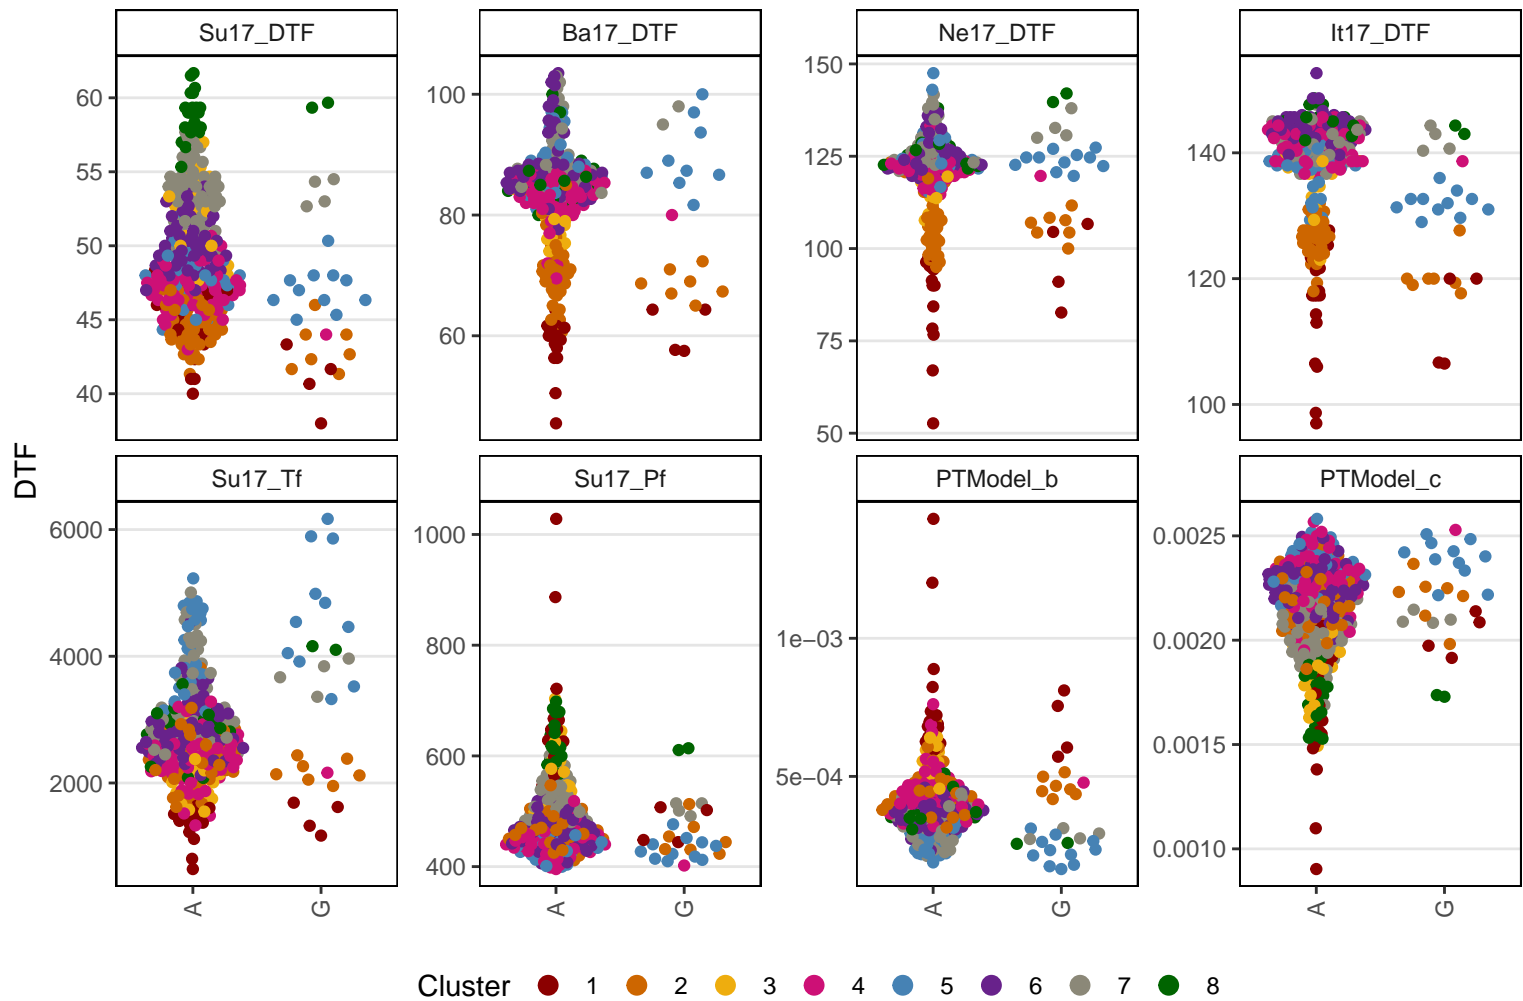 Su17_DTF
Ba17_DTF
Ne17_DTF
It17_DTF
60
55
50
45
40
100
80
60
150
125
100
75
50
140
120
100
DTF
Su17_Tf
Su17_Pf
PTModel_b
PTModel_c
6000
4000
2000
1000
800
600
400
1e−03
5e−04
0.0025
0.0020
0.0015
0.0010
A G A G A G A G
Cluster 1 2 3 4 5 6 7 8